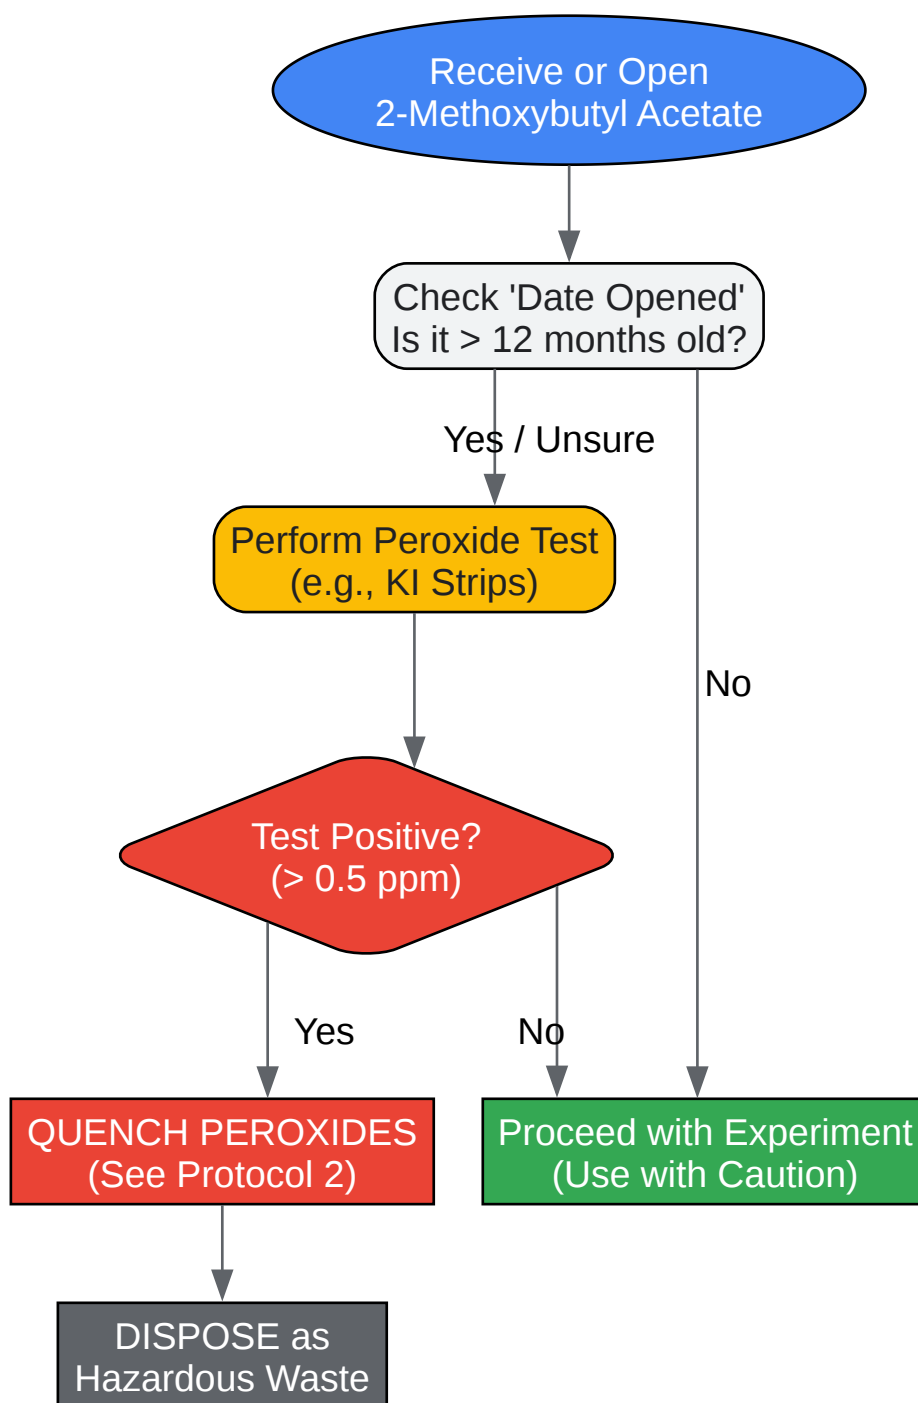 Receive or Open
2-Methoxybutyl Acetate
Check 'Date Opened'
Is it > 12 months old?
Yes / Unsure
Perform Peroxide Test
(e.g., KI Strips)
No
Test Positive?
(> 0.5 ppm)
Yes
No
QUENCH PEROXIDES
(See Protocol 2)
Proceed with Experiment
(Use with Caution)
DISPOSE as
Hazardous Waste